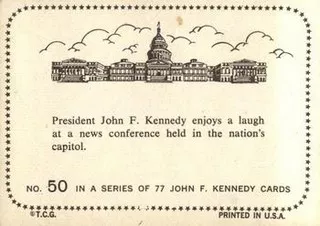 President John F. Kennedy enjoys a laugh
at a news conference held in the nation's
capitol.
NO. 50 IN A SERIES OF 77 JOHN F. KENNEDY CARDS
©T.C.G. PRINTED IN U.S.A.